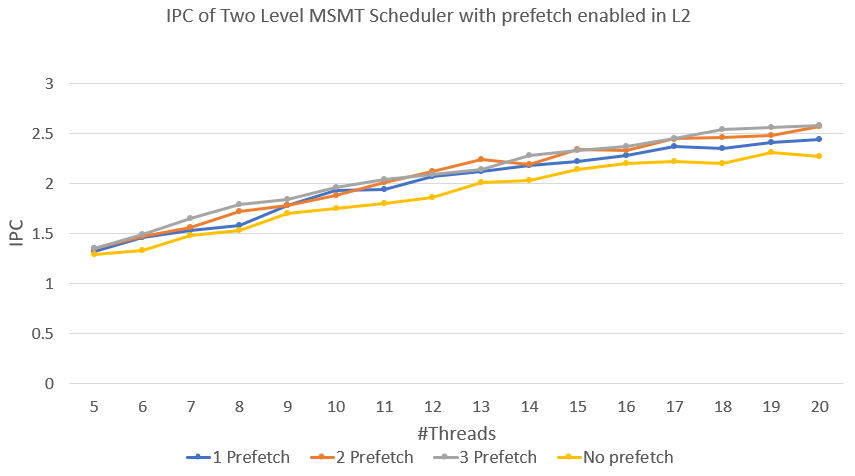 IPC of Two Level MSMT Scheduler with prefetch enabled in L2
3
2.5
2
1.5
1
0.5
0
IPC
5 6 7 8 9 10 11 12 13 14 15 16 17 18 19 20
#Threads
1 Prefetch 2 Prefetch 3 Prefetch No prefetch